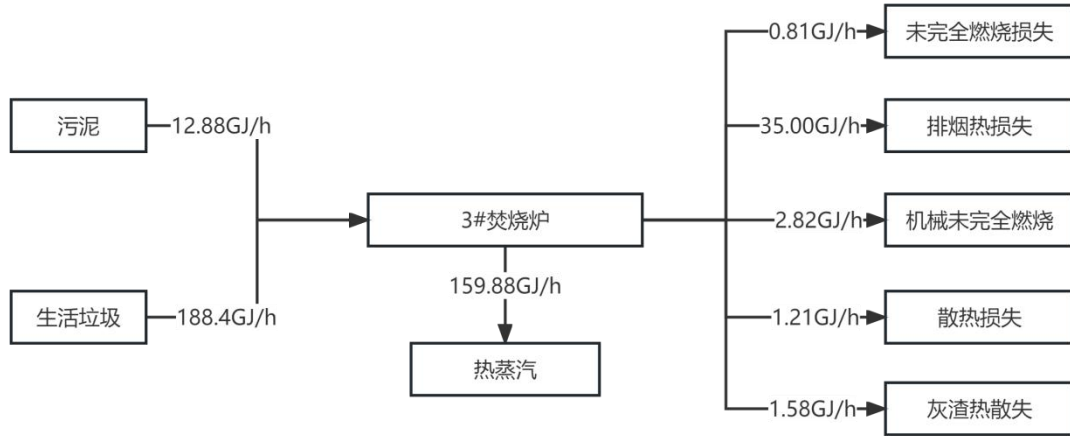 0.81GJ/h
未完全燃烧损失
污泥
12.88GJ/h
35.00GJ/h
排烟热损失
3#焚烧炉
2.82GJ/h
机械未完全燃烧
159.88GJ/h
生活垃圾
188.4GJ/h
1.21GJ/h
散热损失
热蒸汽
1.58GJ/h
灰渣热散失